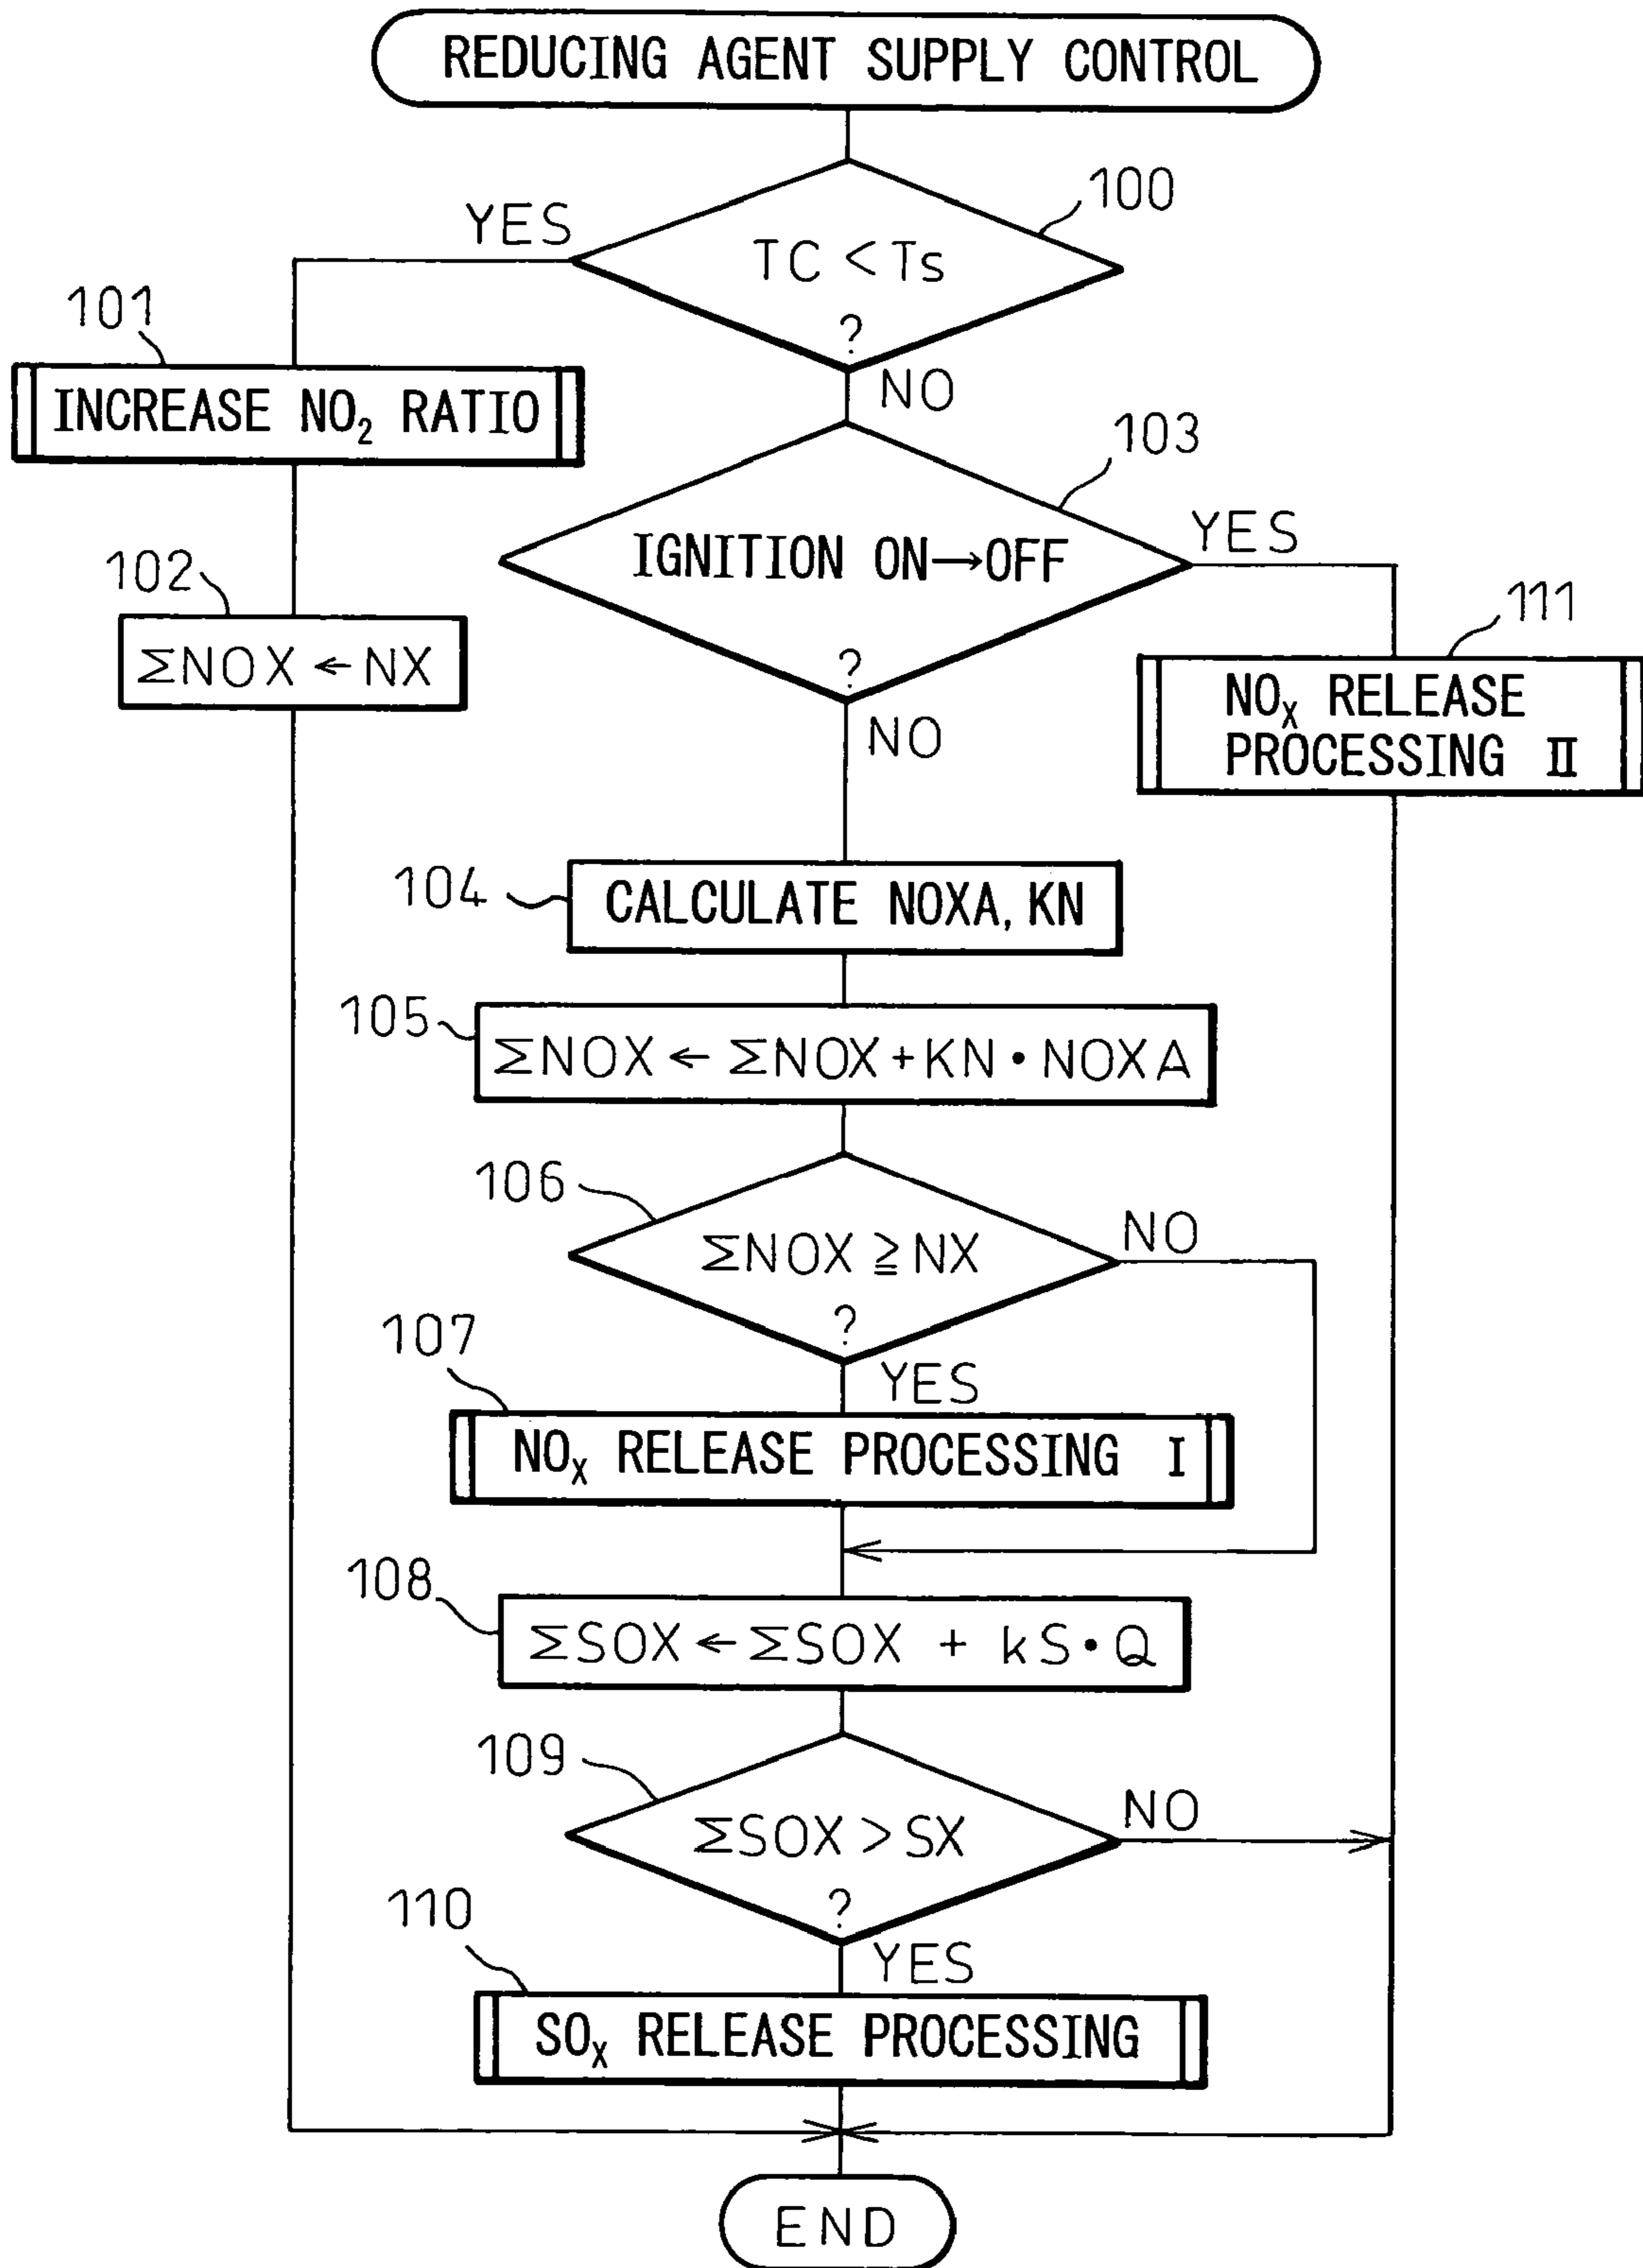 REDUCING AGENT SUPPLY CONTROL
100
YES
TC < Ts
?
101
NO
INCREASE NO₂ RATIO
103
YES
IGNITION ON→OFF
102
111
ΣNOX ← NX
?
NOₓ RELEASE
PROCESSING II
NO
104
CALCULATE NOXA, KN
105
ΣNOX ← ΣNOX + KN • NOXA
106
NO
ΣNOX ≧ NX
?
107
YES
NOₓ RELEASE PROCESSING I
108
ΣSOX ← ΣSOX + kS • Q
109
NO
ΣSOX > SX
?
110
YES
SOₓ RELEASE PROCESSING
END